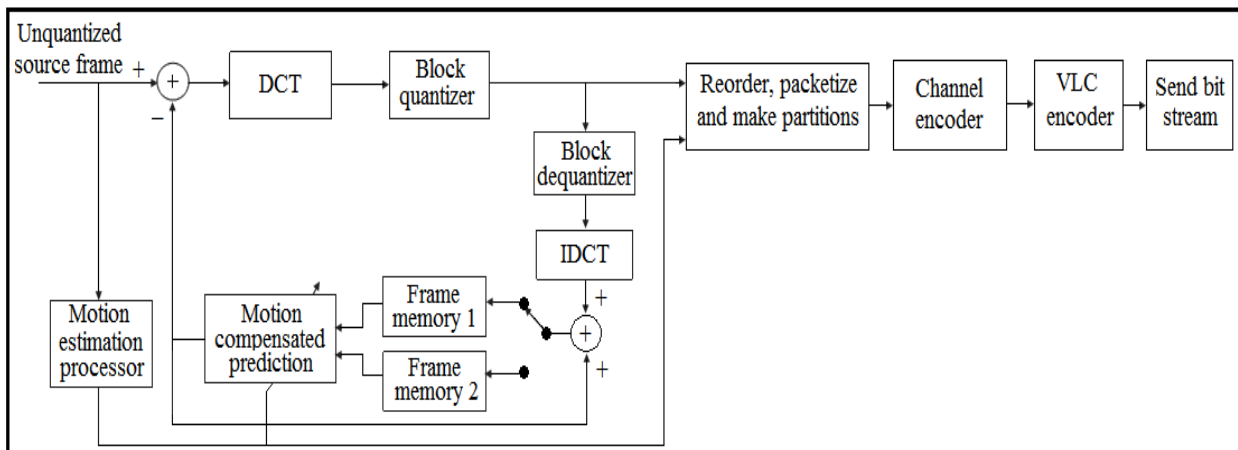 Unquantized
source frame
+
+
−
DCT
Block
quantizer
Reorder, packetize
and make partitions
Channel
encoder
VLC
encoder
Send bit
stream
Block
dequantizer
IDCT
+
+
+
Frame
memory 1
Frame
memory 2
Motion
compensated
prediction
Motion
estimation
processor